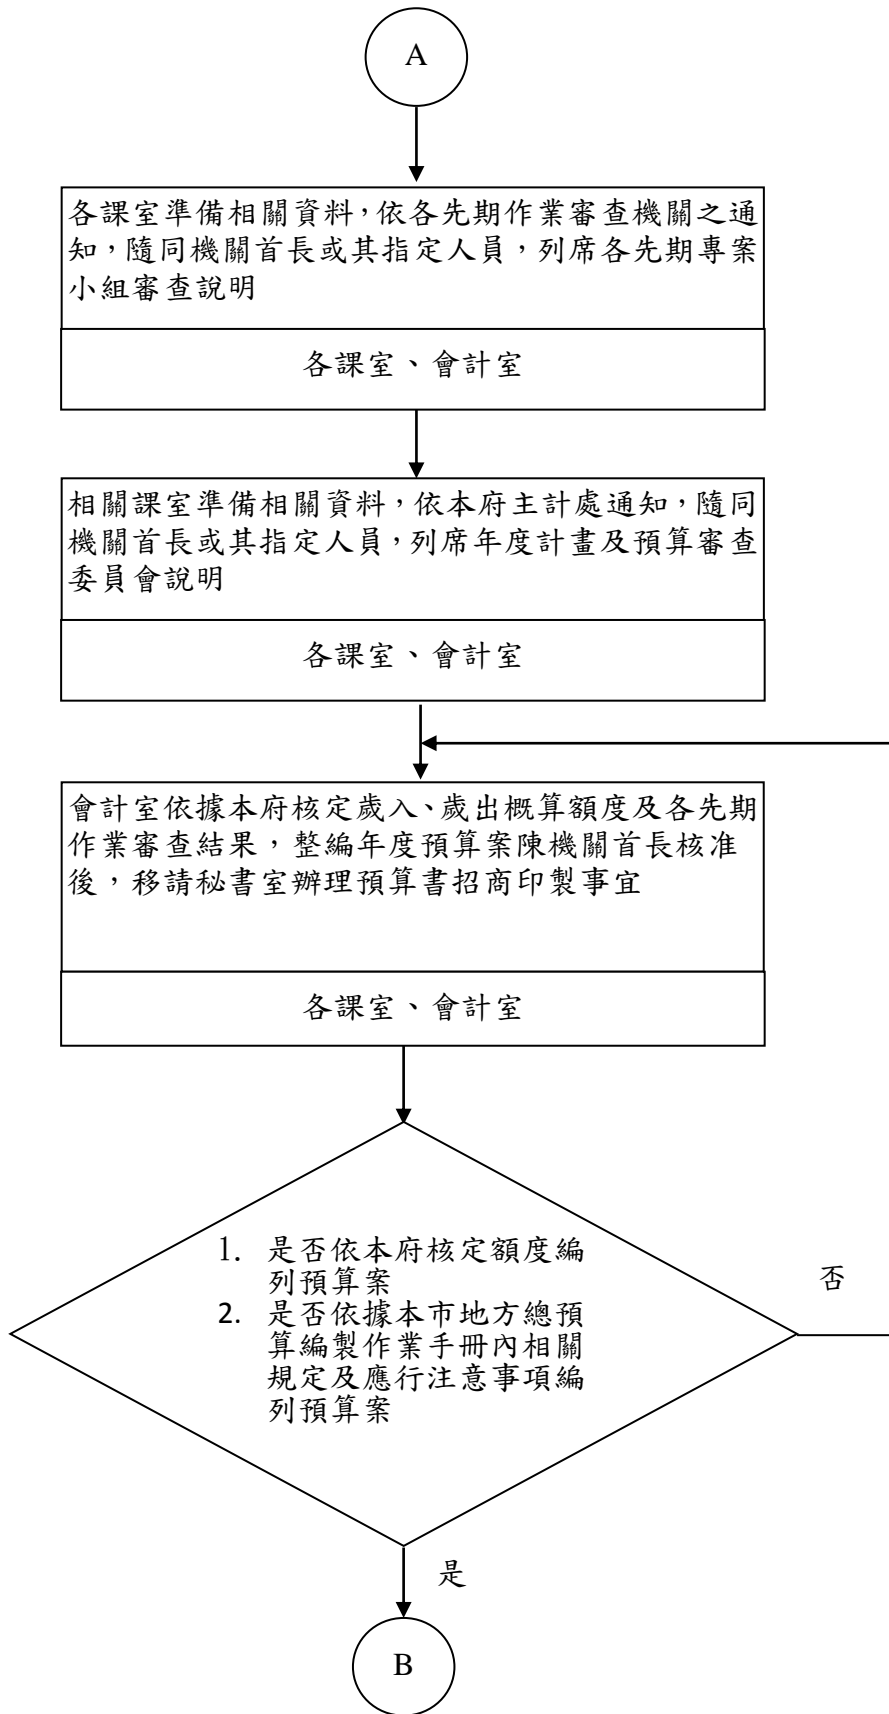 A
各課室準備相關資料，依各先期作業審查機關之通
知，隨同機關首長或其指定人員，列席各先期專案
小組審查說明
各課室、會計室
相關課室準備相關資料，依本府主計處通知，隨同
機關首長或其指定人員，列席年度計畫及預算審查
委員會說明
各課室、會計室
會計室依據本府核定歲入、歲出概算額度及各先期
作業審查結果，整編年度預算案陳機關首長核准
後，移請秘書室辦理預算書招商印製事宜
各課室、會計室
1. 是否依本府核定額度編
列預算案
2. 是否依據本市地方總預
算編製作業手冊內相關
規定及應行注意事項編
列預算案
否
是
B